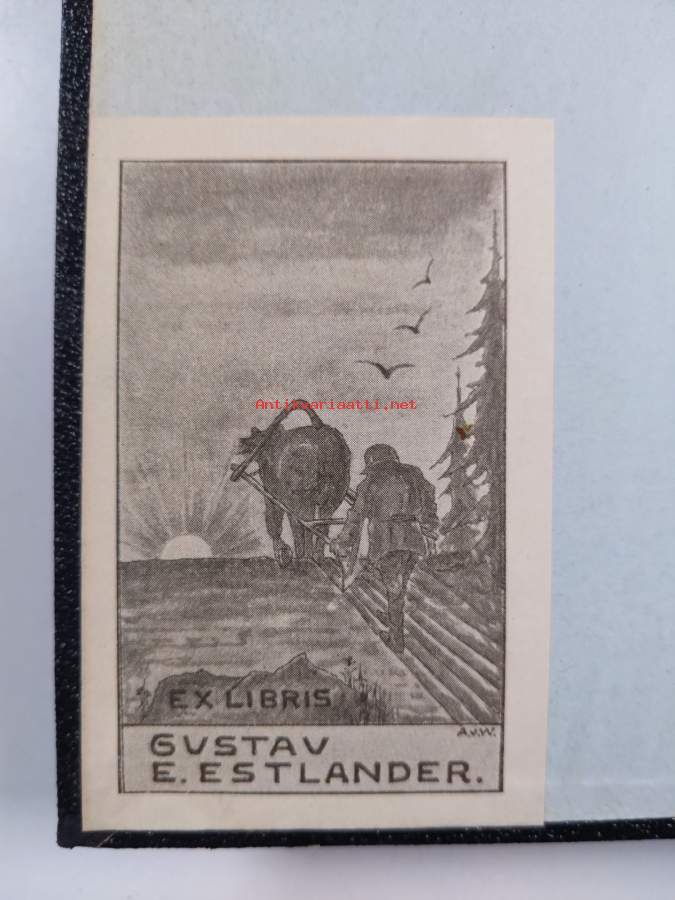 Antikvariaatti.net
EX LIBRIS
A.v.W.
GVSTAV
E. ESTLANDER.